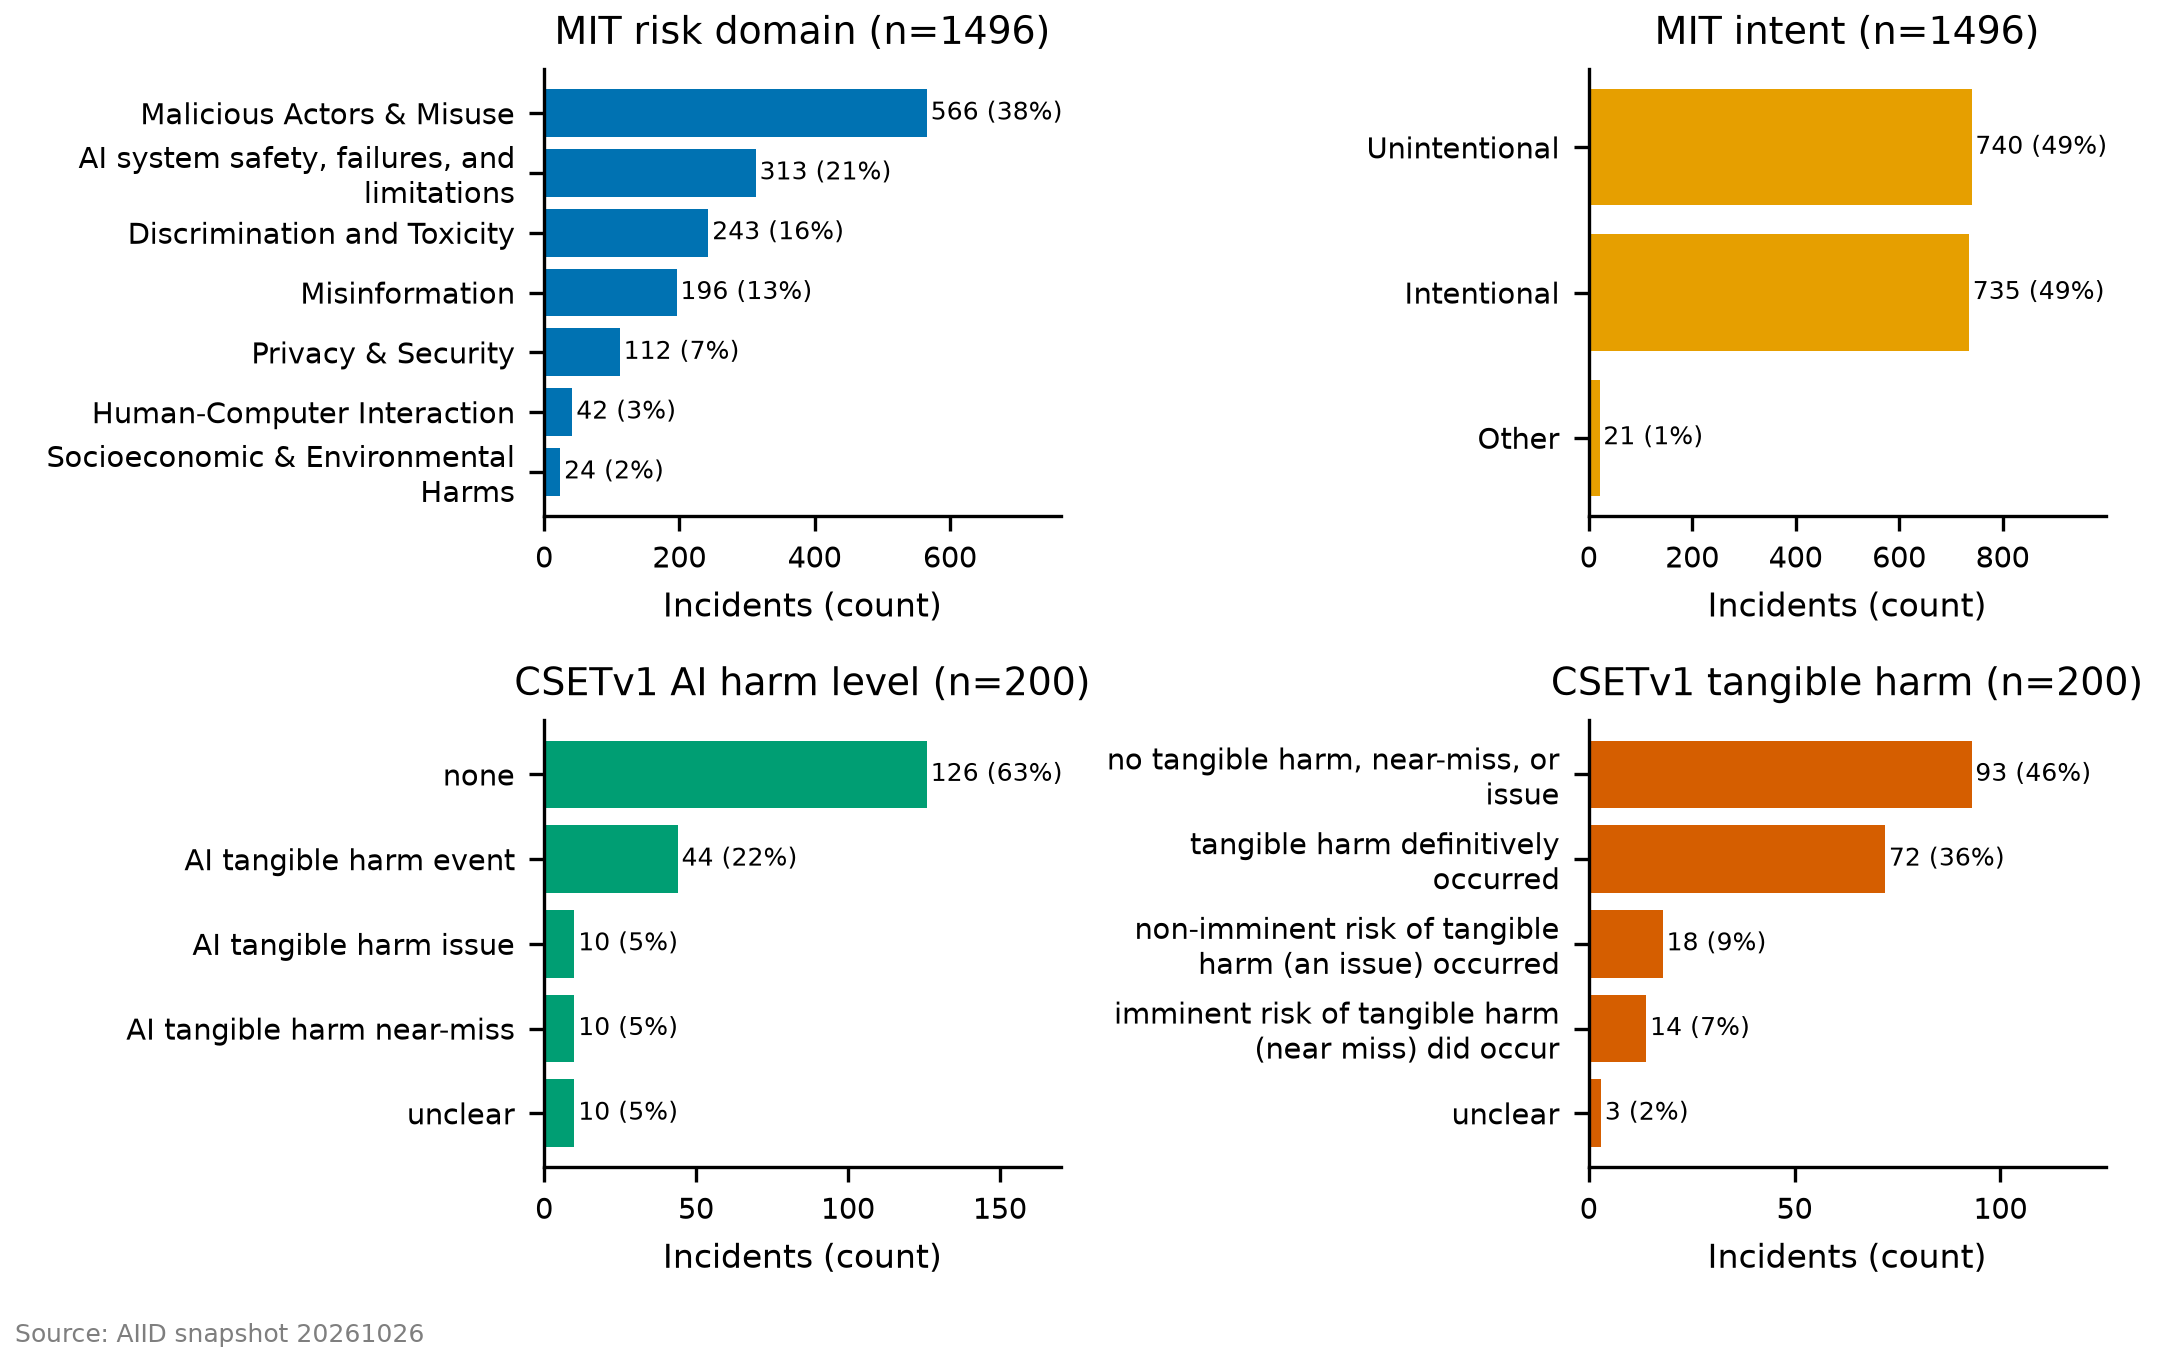 MIT risk domain (n=1496)
Malicious Actors & Misuse
566 (38%)
AI system safety, failures, and
limitations
313 (21%)
Discrimination and Toxicity
243 (16%)
Misinformation
196 (13%)
Privacy & Security
112 (7%)
Human-Computer Interaction
42 (3%)
Socioeconomic & Environmental
Harms
24 (2%)
0 200 400 600
Incidents (count)
MIT intent (n=1496)
Unintentional
740 (49%)
Intentional
735 (49%)
Other
21 (1%)
0 200 400 600 800
Incidents (count)
CSETv1 AI harm level (n=200)
none
126 (63%)
AI tangible harm event
44 (22%)
AI tangible harm issue
10 (5%)
AI tangible harm near-miss
10 (5%)
unclear
10 (5%)
0 50 100 150
Incidents (count)
CSETv1 tangible harm (n=200)
no tangible harm, near-miss, or
issue
93 (46%)
tangible harm definitively
occurred
72 (36%)
non-imminent risk of tangible
harm (an issue) occurred
18 (9%)
imminent risk of tangible harm
(near miss) did occur
14 (7%)
unclear
3 (2%)
0 50 100
Incidents (count)
Source: AIID snapshot 20261026